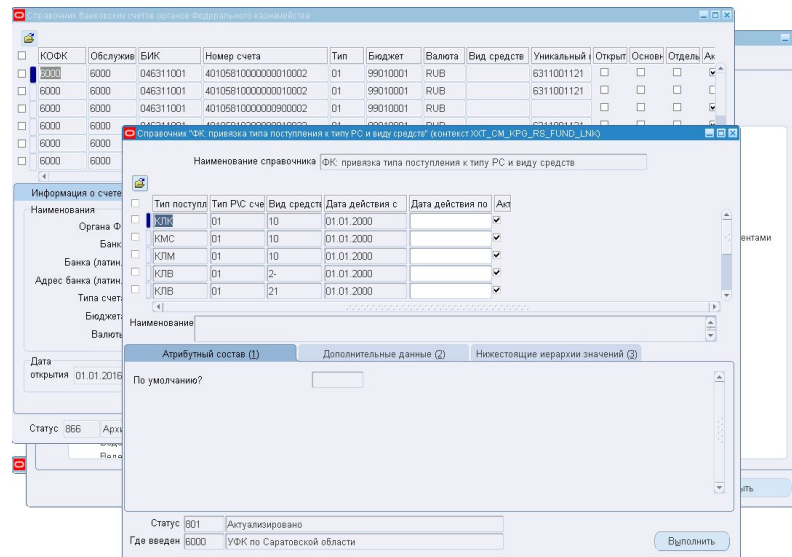 Справочник банковских счетов органов Федерального казначейства
КОФК Обслужив БИК Номер счета Тип Бюджет Валюта Вид средств Уникальный Открыт Основн Отдель Ак
6000 6000 046311001 40105810000000010002 01 99010001 RUB 6311001121
6000 6000 046311001 40105810000000010002 01 99010001 RUB 6311001121
6000 6000 046311001 40105810000000900002 01 99010001 RUB 6311001121
6000 6000
6000 6000
6000 6000
Справочник "ФК: привязка типа поступления к типу РС и виду средств" (контекст XXT_CM_KPG_RS_FUND_LNK)
Наименование справочника ФК: привязка типа поступления к типу РС и виду средств
Тип поступл Тип Р\С сче Вид средств Дата действия с Дата действия по Акт
КЛК 01 10 01.01.2000
КМС 01 10 01.01.2000
КЛМ 01 10 01.01.2000
КЛВ 01 2- 01.01.2000
КЛВ 01 21 01.01.2000
Наименование
Атрибутный состав (1) Дополнительные данные (2) Нижестоящие иерархии значений (3)
По умолчанию?
Статус 801 Актуализировано
Где введен 6000 УФК по Саратовской области
Выполнить
Информация о счете
Наименования
Органа Ф
Банк
Банка (латин.
Адрес банка (латин.
Типа счет
Бюджет
Валюты
Дата
открытия 01.01.2016
Статус 866 Архи
ентами
ыть